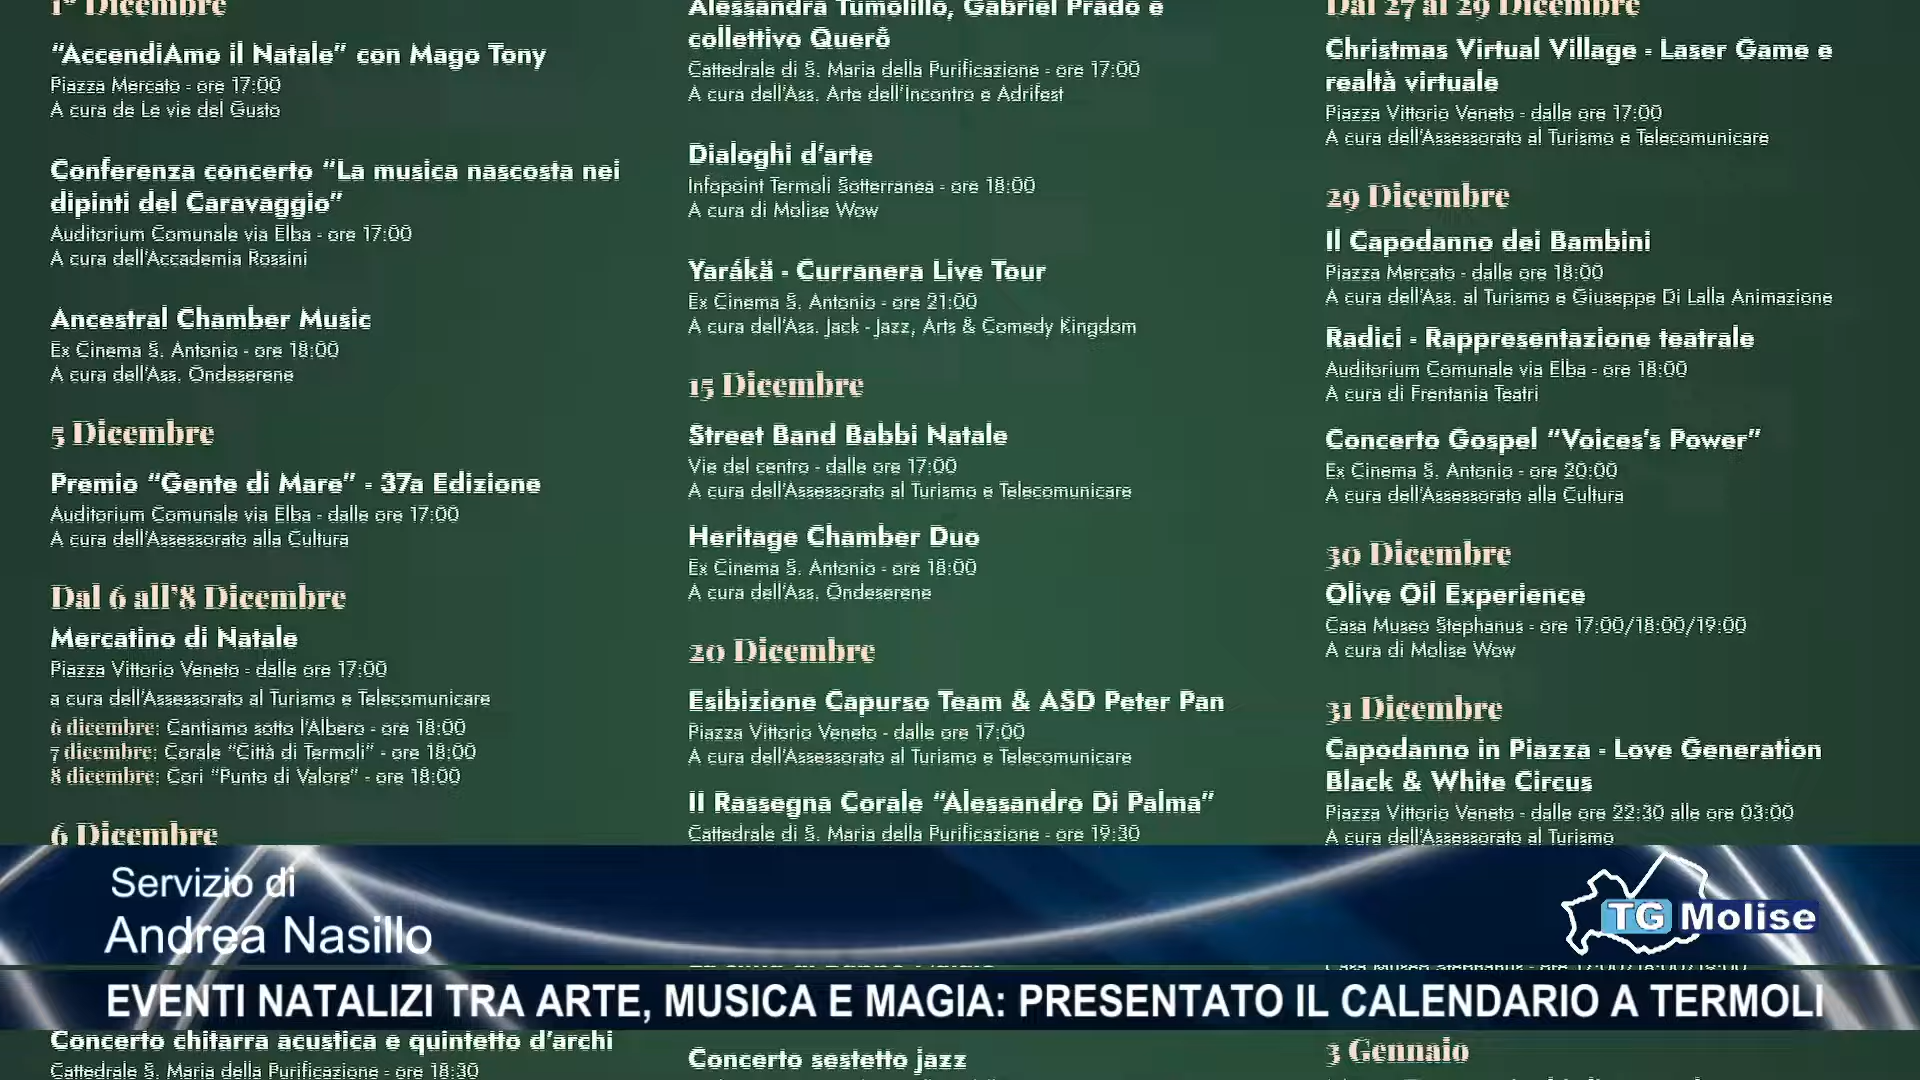 1° Dicembre
“AccendiAmo il Natale” con Mago Tony
Piazza Mercato - ore 17:00
A cura de Le vie del Gusto
Conferenza concerto “La musica nascosta nei
dipinti del Caravaggio”
Auditorium Comunale via Elba - ore 17:00
A cura dell'Accademia Rossini
Ancestral Chamber Music
Ex Cinema S. Antonio - ore 18:00
A cura dell'Ass. Ondeserene
5 Dicembre
Premio “Gente di Mare” - 37a Edizione
Auditorium Comunale via Elba - dalle ore 17:00
A cura dell'Assessorato alla Cultura
Dal 6 all'8 Dicembre
Mercatino di Natale
Piazza Vittorio Veneto - dalle ore 17:00
a cura dell'Assessorato al Turismo e Telecomunicare
6 dicembre: Cantiamo sotto l'Albero - ore 18:00
7 dicembre: Corale “Città di Termoli” - ore 18:00
8 dicembre: Cori “Punto di Valore” - ore 18:00
6 Dicembre
Concerto chitarra acustica e quintetto d'archi
Cattedrale S. Maria della Purificazione - ore 18:30
Alessandra Tumolillo, Gabriel Prado e
collettivo Querŏ
Cattedrale di S. Maria della Purificazione - ore 17:00
A cura dell'Ass. Arte dell'Incontro e Adrifest
Dialoghi d'arte
Infopoint Termoli Sotterranea - ore 18:00
A cura di Molise Wow
Yarákä - Curranera Live Tour
Ex Cinema S. Antonio - ore 21:00
A cura dell'Ass. Jack - Jazz, Arts & Comedy Kingdom
15 Dicembre
Street Band Babbi Natale
Vie del centro - dalle ore 17:00
A cura dell'Assessorato al Turismo e Telecomunicare
Heritage Chamber Duo
Ex Cinema S. Antonio - ore 18:00
A cura dell'Ass. Ondeserene
20 Dicembre
Esibizione Capurso Team & ASD Peter Pan
Piazza Vittorio Veneto - dalle ore 17:00
A cura dell'Assessorato al Turismo e Telecomunicare
II Rassegna Corale “Alessandro Di Palma”
Cattedrale di S. Maria della Purificazione - ore 19:30
Concerto sestetto jazz
Dal 27 al 29 Dicembre
Christmas Virtual Village - Laser Game e
realtà virtuale
Piazza Vittorio Veneto - dalle ore 17:00
A cura dell'Assessorato al Turismo e Telecomunicare
29 Dicembre
Il Capodanno dei Bambini
Piazza Mercato - dalle ore 18:00
A cura dell'Ass. al Turismo e Giuseppe Di Lalla Animazione
Radici - Rappresentazione teatrale
Auditorium Comunale via Elba - ore 18:00
A cura di Frentania Teatri
Concerto Gospel “Voices's Power”
Ex Cinema S. Antonio - ore 20:00
A cura dell'Assessorato alla Cultura
30 Dicembre
Olive Oil Experience
Casa Museo Stephanus - ore 17:00/18:00/19:00
A cura di Molise Wow
31 Dicembre
Capodanno in Piazza - Love Generation
Black & White Circus
Piazza Vittorio Veneto - dalle ore 22:30 alle ore 03:00
A cura dell'Assessorato al Turismo
3 Gennaio
Servizio di
Andrea Nasillo
TG Molise
EVENTI NATALIZI TRA ARTE, MUSICA E MAGIA: PRESENTATO IL CALENDARIO A TERMOLI